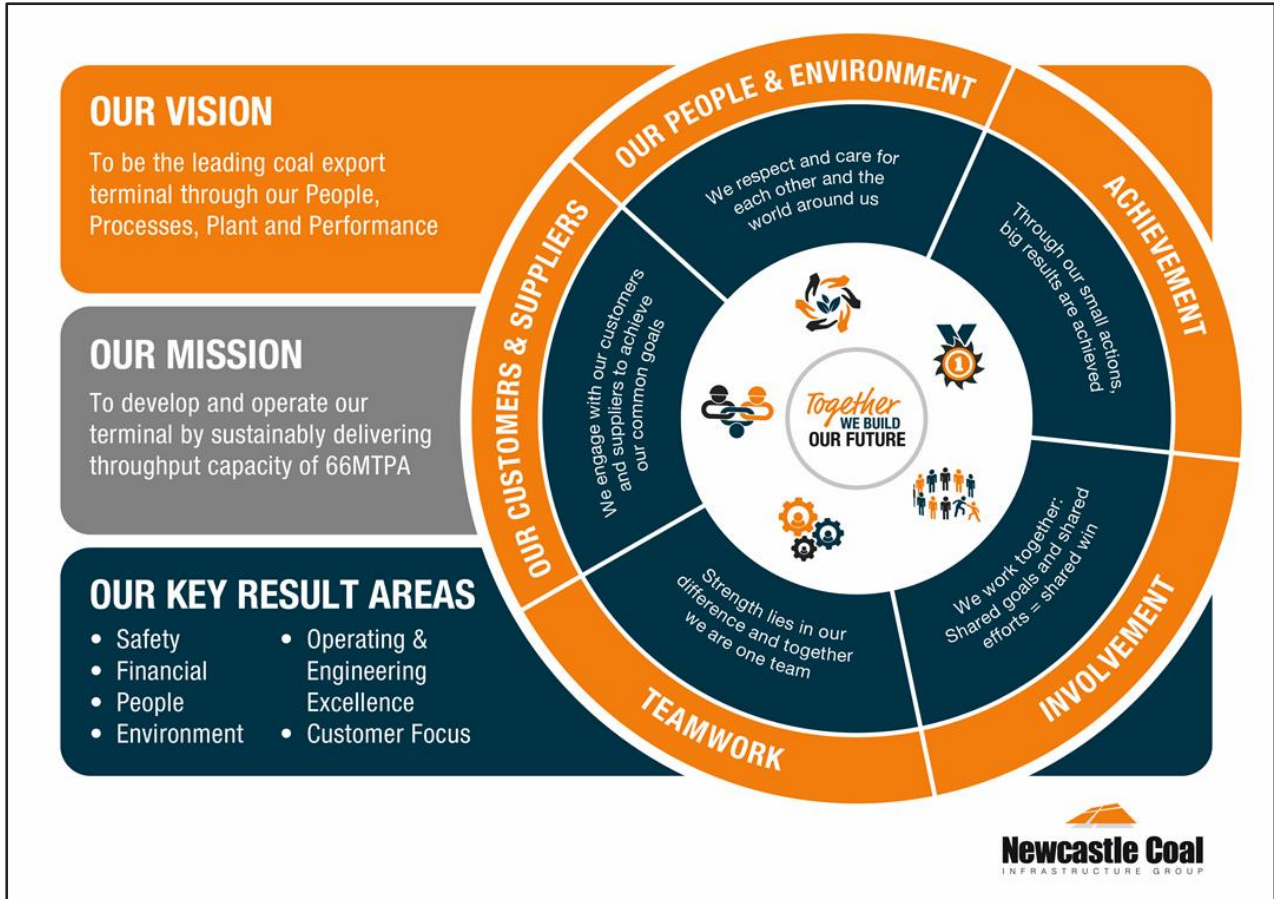 OUR VISION
To be the leading coal export
terminal through our People,
Processes, Plant and Performance
OUR MISSION
To develop and operate our
terminal by sustainably delivering
throughput capacity of 66MTPA
OUR KEY RESULT AREAS
• Safety
• Financial
• People
• Environment
• Operating &
Engineering
Excellence
• Customer Focus
OUR PEOPLE & ENVIRONMENT
We respect and care for
each other and the
world around us
ACHIEVEMENT
Through our small actions,
big results are achieved
INVOLVEMENT
We work together:
Shared goals and shared
efforts = shared win
TEAMWORK
Strength lies in our
difference and together
we are one team
OUR CUSTOMERS & SUPPLIERS
We engage with our customers
and suppliers to achieve
our common goals
1
Together
WE BUILD
OUR FUTURE
Newcastle Coal
INFRASTRUCTURE GROUP